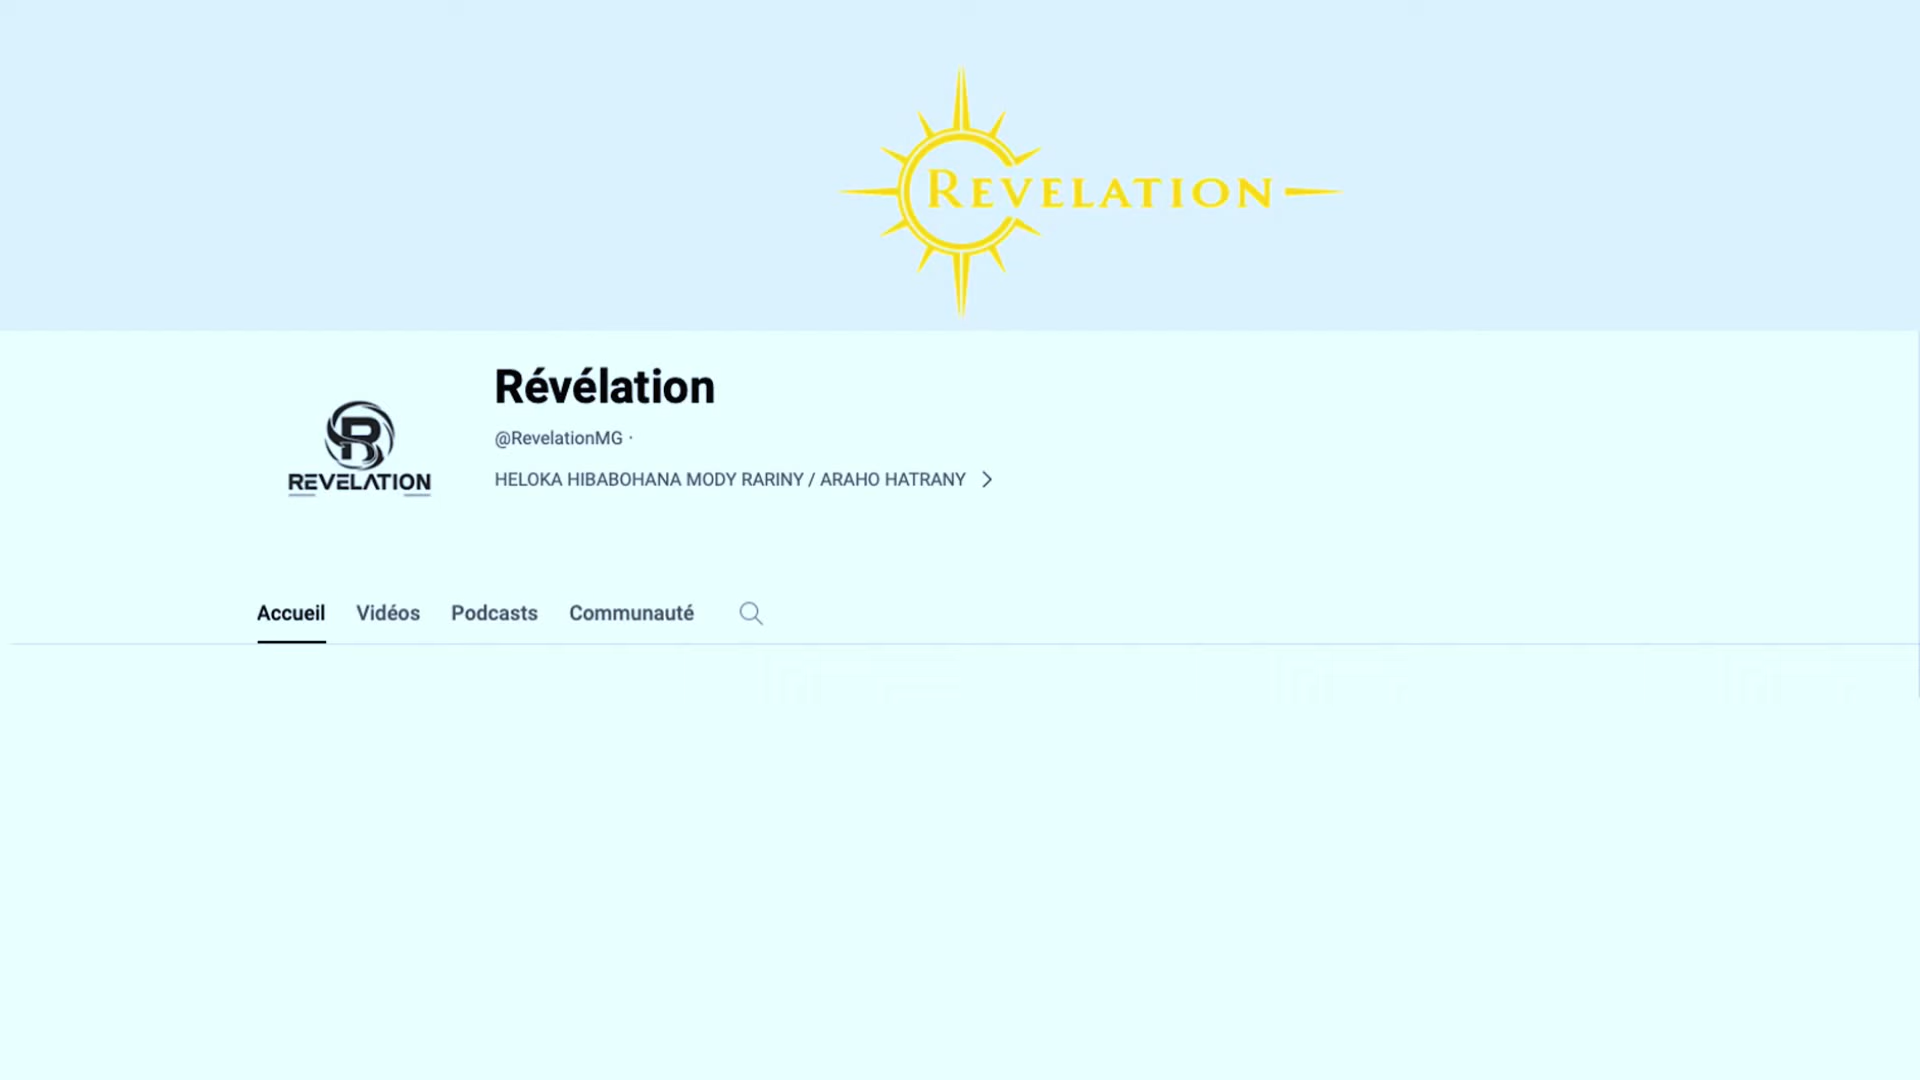 REVELATION
Révélation
@RevelationMG ·
HELOKA HIBABOHANA MODY RARINY / ARAHO HATRANY
REVELATION
Accueil Vidéos Podcasts Communauté